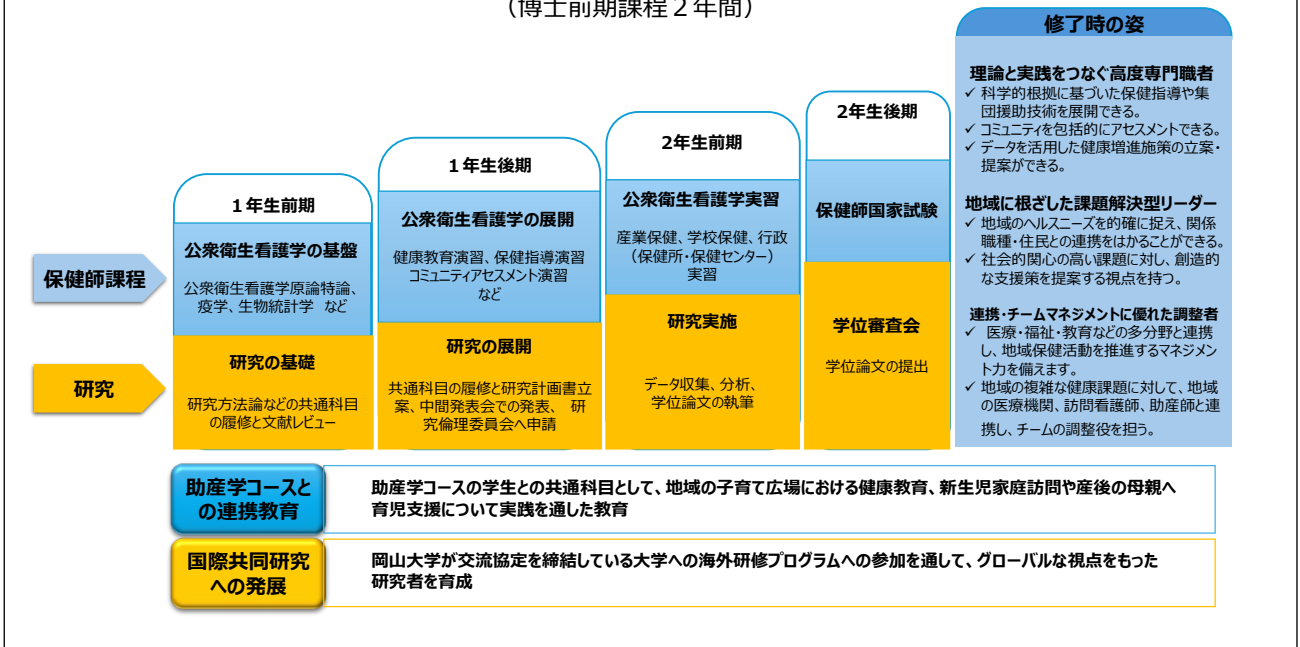 （博士前期課程２年間）
保健師課程
研究
１年生前期
公衆衛生看護学の基盤
公衆衛生看護学原論特論、
疫学、生物統計学　など
研究の基礎
研究方法論などの共通科目
の履修と文献レビュー
１年生後期
公衆衛生看護学の展開
健康教育演習、保健指導演習
コミュニティアセスメント演習
など
研究の展開
共通科目の履修と研究計画書立
案、中間発表会での発表、　研
究倫理委員会へ申請
2年生前期
公衆衛生看護学実習
産業保健、学校保健、行政
（保健所・保健センター）
実習
研究実施
データ収集、分析、
学位論文の執筆
2年生後期
保健師国家試験
学位審査会
学位論文の提出
修了時の姿
理論と実践をつなぐ高度専門職者
✓ 科学的根拠に基づいた保健指導や集
団援助技術を展開できる。
✓ コミュニティを包括的にアセスメントできる。
✓ データを活用した健康増進施策の立案・
提案ができる。
地域に根ざした課題解決型リーダー
✓ 地域のヘルスニーズを的確に捉え、関係
職種・住民との連携をはかることができる。
✓ 社会的関心の高い課題に対し、創造的
な支援策を提案する視点を持つ。
連携・チームマネジメントに優れた調整者
✓ 医療・福祉・教育などの多分野と連携
し、地域保健活動を推進するマネジメン
ト力を備えます。
✓ 地域の複雑な健康課題に対して、地域
の医療機関、訪問看護師、助産師と連
携し、チームの調整役を担う。
助産学コースと
の連携教育
助産学コースの学生との共通科目として、地域の子育て広場における健康教育、新生児家庭訪問や産後の母親へ
育児支援について実践を通した教育
国際共同研究
への発展
岡山大学が交流協定を締結している大学への海外研修プログラムへの参加を通して、グローバルな視点をもった
研究者を育成